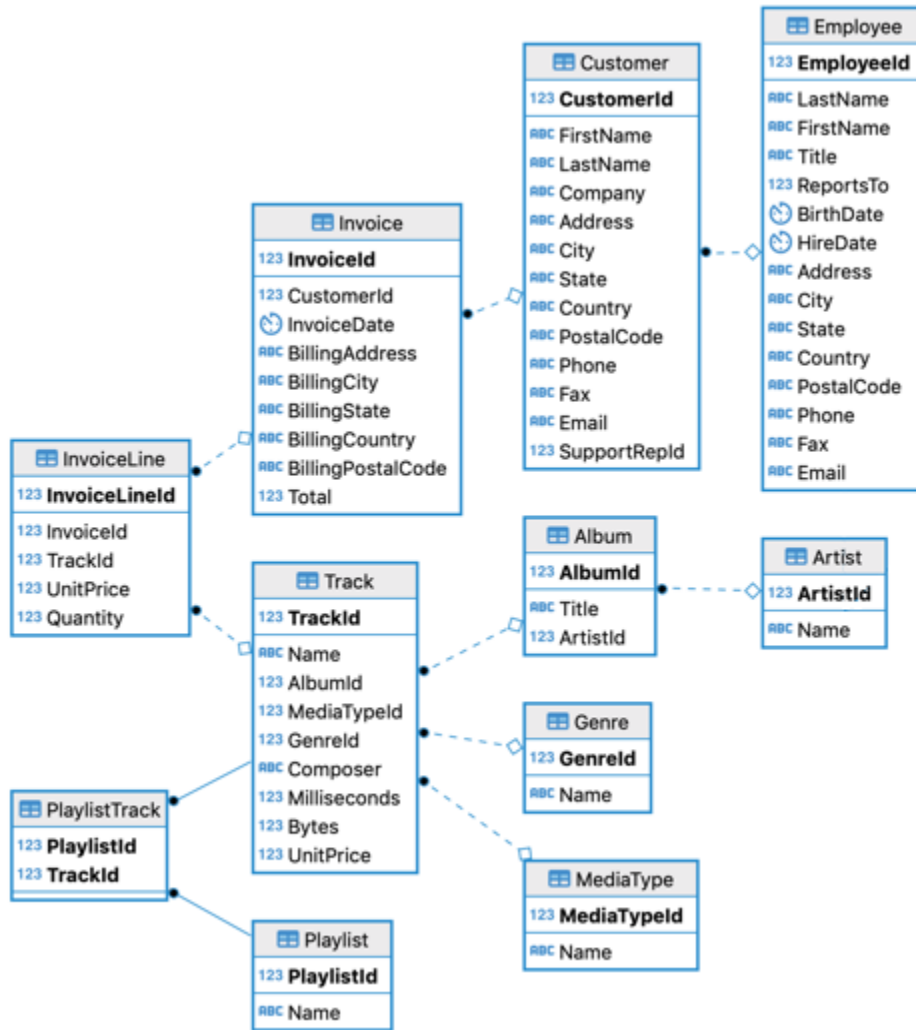 Employee
123 EmployeeId
ABC LastName
ABC FirstName
ABC Title
123 ReportsTo
BirthDate
HireDate
ABC Address
ABC City
ABC State
ABC Country
ABC PostalCode
ABC Phone
ABC Fax
ABC Email
Customer
123 CustomerId
ABC FirstName
ABC LastName
ABC Company
ABC Address
ABC City
ABC State
ABC Country
ABC PostalCode
ABC Phone
ABC Fax
ABC Email
123 SupportRepId
Invoice
123 InvoiceId
123 CustomerId
InvoiceDate
ABC BillingAddress
ABC BillingCity
ABC BillingState
ABC BillingCountry
ABC BillingPostalCode
123 Total
InvoiceLine
123 InvoiceLineId
123 InvoiceId
123 TrackId
123 UnitPrice
123 Quantity
Track
123 TrackId
ABC Name
123 AlbumId
123 MediaTypeId
123 GenreId
ABC Composer
123 Milliseconds
123 Bytes
123 UnitPrice
Album
123 AlbumId
ABC Title
123 ArtistId
Artist
123 ArtistId
ABC Name
Genre
123 GenreId
ABC Name
MediaType
123 MediaTypeId
ABC Name
PlaylistTrack
123 PlaylistId
123 TrackId
Playlist
123 PlaylistId
ABC Name